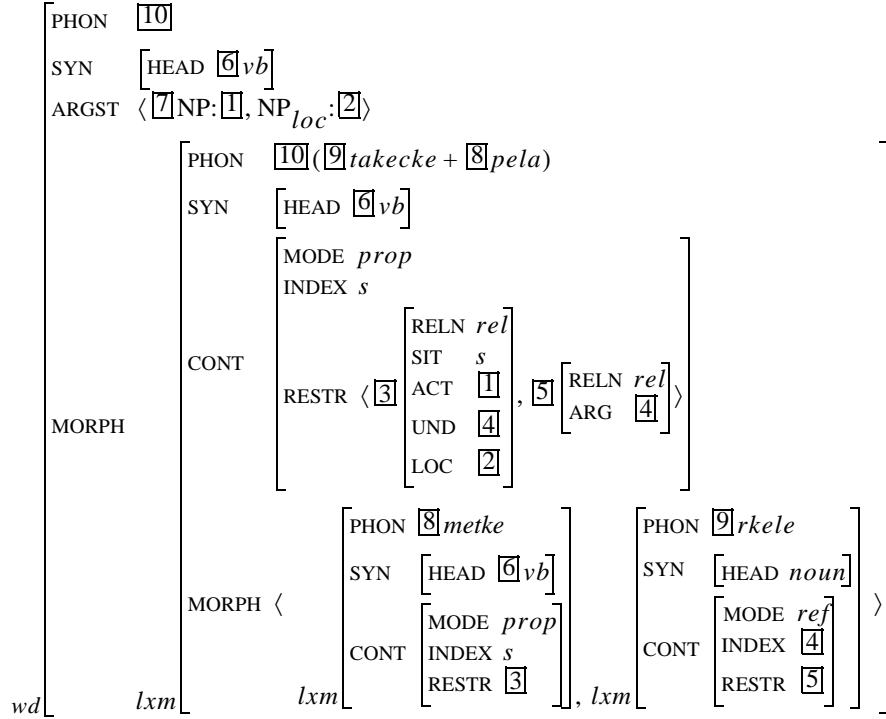 PHON 10
SYN [HEAD 6 vb]
ARGST ⟨ 7 NP: 1 , NP_loc: 2 ⟩
PHON 10 ( 9 takecke + 8 pela)
SYN [HEAD 6 vb]
MODE prop
INDEX s
RELN rel
SIT s
CONT RESTR ⟨ 3 ACT 1 , 5 RELN rel ARG 4 ⟩
UND 4
LOC 2
MORPH
PHON 8 metke PHON 9 rkele
SYN [HEAD 6 vb] SYN [HEAD noun]
MORPH ⟨ , ⟩
MODE prop MODE ref
CONT INDEX s CONT INDEX 4
RESTR 3 RESTR 5
wd lxm lxm lxm